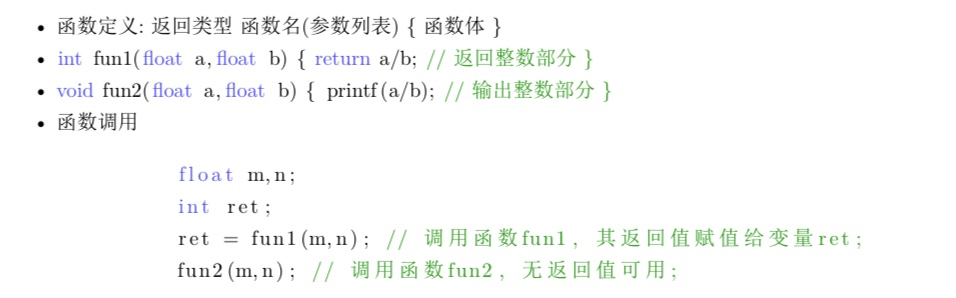 • 函数定义: 返回类型 函数名(参数列表) { 函数体 }
• int fun1(float a,float b) { return a/b; // 返回整数部分 }
• void fun2(float a,float b) { printf(a/b); // 输出整数部分 }
• 函数调用
float m,n;
int ret;
ret = fun1(m,n); // 调用函数fun1, 其返回值赋值给变量ret;
fun2(m,n); // 调用函数fun2, 无返回值可用;